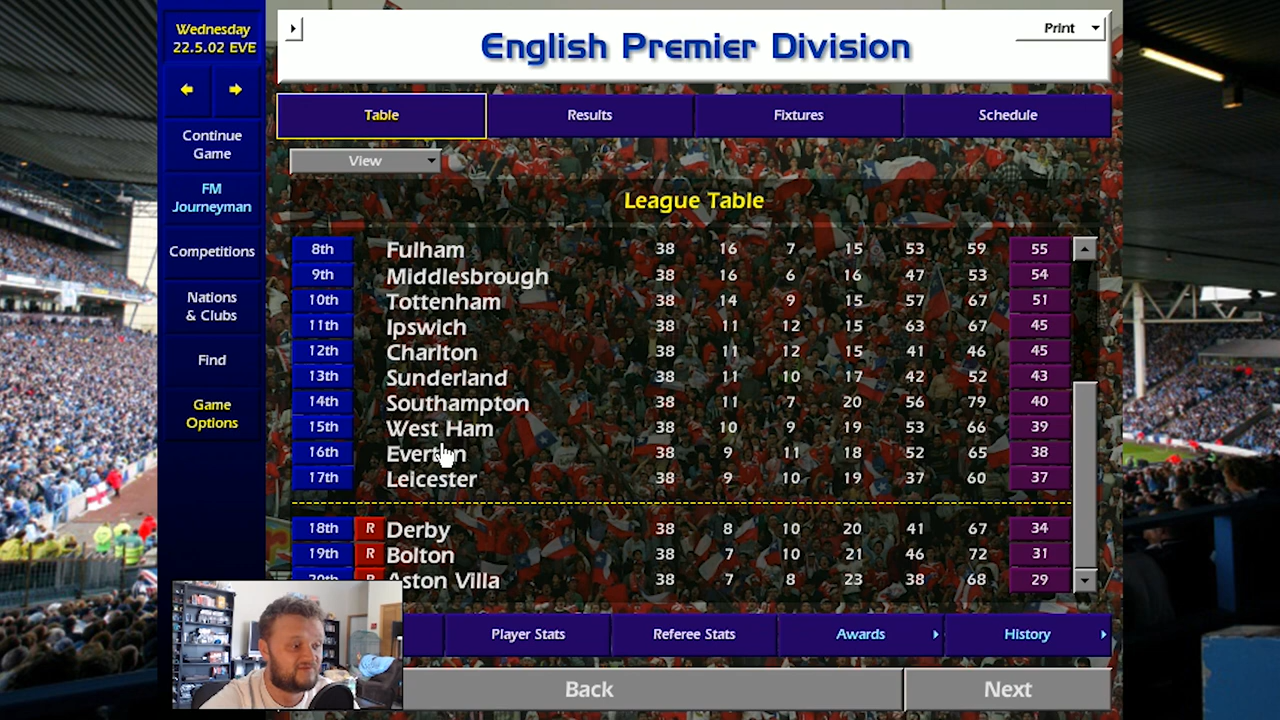 Wednesday
22.5.02 EVE
Continue
Game
FM
Journeyman
Competitions
Nations
& Clubs
Find
Game
Options
English Premier Division
Print
Table Results Fixtures Schedule
View
League Table
8th Fulham 38 16 7 15 53 59 55
9th Middlesbrough 38 16 6 16 47 53 54
10th Tottenham 38 14 9 15 57 67 51
11th Ipswich 38 11 12 15 63 67 45
12th Charlton 38 11 12 15 41 46 45
13th Sunderland 38 11 10 17 42 52 43
14th Southampton 38 11 7 20 56 79 40
15th West Ham 38 10 9 19 53 66 39
16th Everton 38 9 11 18 52 65 38
17th Leicester 38 9 10 19 37 60 37
18th R Derby 38 8 10 20 41 67 34
19th R Bolton 38 7 10 21 46 72 31
20th R Aston Villa 38 7 8 23 38 68 29
Player Stats Referee Stats Awards History
Back Next